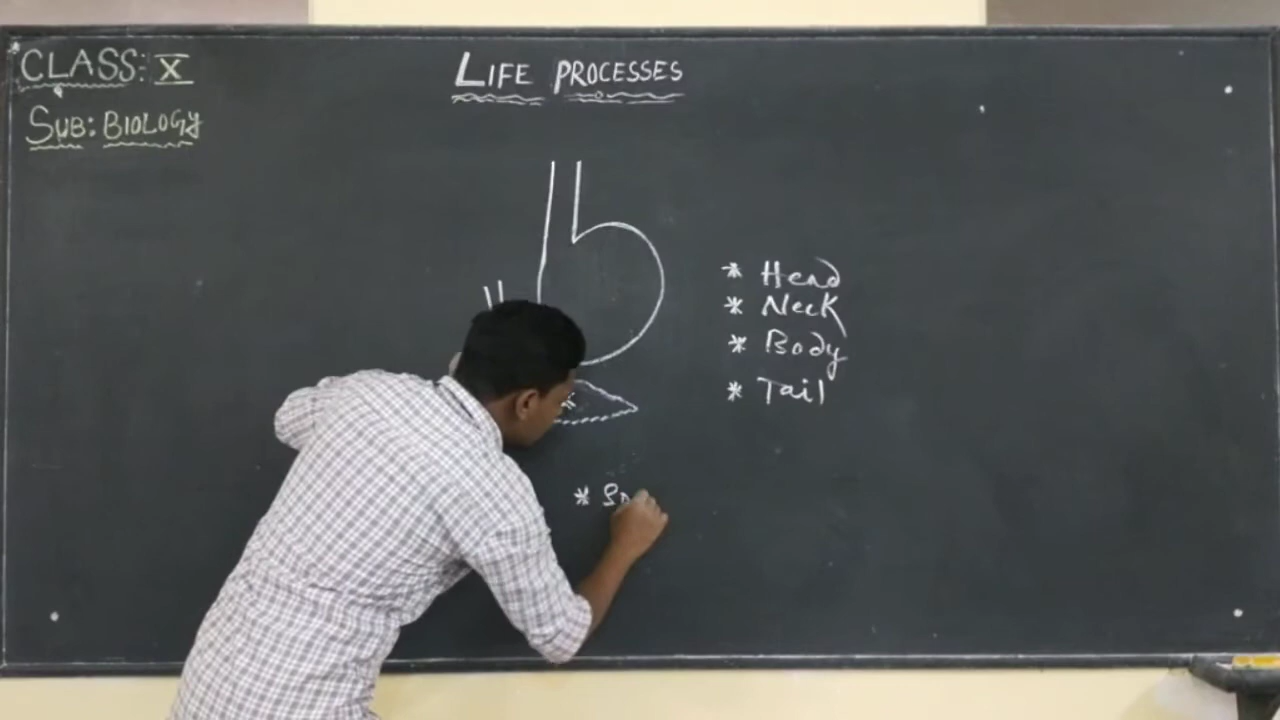 CLASS: X
SUB: BIOLOGY
LIFE PROCESSES
* Head
* Neck
* Body
* Tail
*